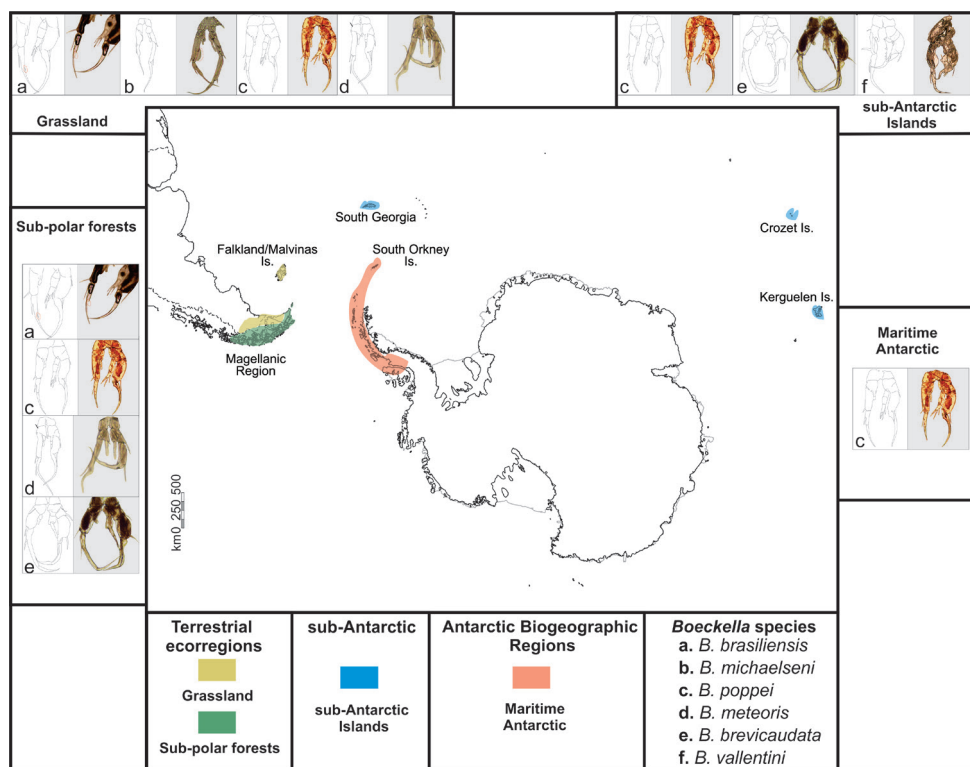 a
b
c
d
Grassland
c
e
f
sub-Antarctic
Islands
Sub-polar forests
a
c
d
e
South Georgia
Falkland/Malvinas
Is.
South Orkney
Is.
Magellanic
Region
Crozet Is.
Kerguelen Is.
km0 250 500
Maritime
Antarctic
c
Terrestrial
ecorregions
Grassland
Sub-polar forests
sub-Antarctic
sub-Antarctic
Islands
Antarctic Biogeographic
Regions
Maritime
Antarctic
Boeckella species
a. B. brasiliensis
b. B. michaelseni
c. B. poppei
d. B. meteoris
e. B. brevicaudata
f. B. vallentini